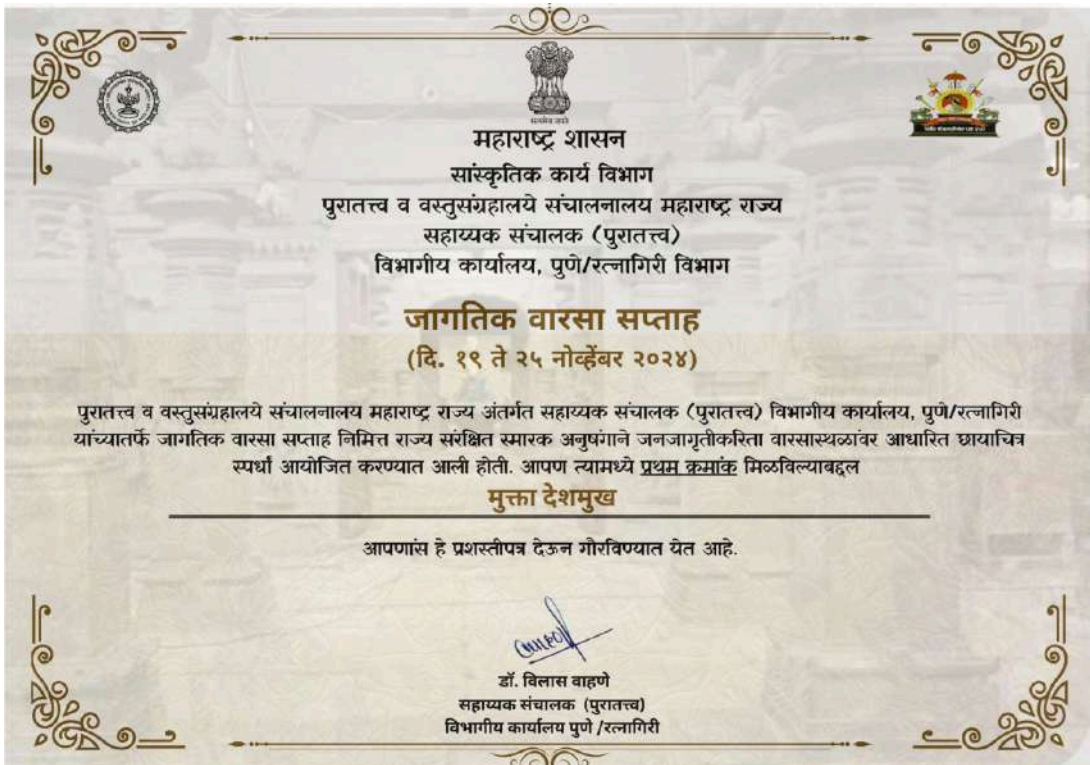 सत्यमेव जयते
महाराष्ट्र शासन
सांस्कृतिक कार्य विभाग
पुरातत्त्व व वस्तुसंग्रहालये संचालनालय महाराष्ट्र राज्य
सहाय्यक संचालक (पुरातत्त्व)
विभागीय कार्यालय, पुणे/रत्नागिरी विभाग
जागतिक वारसा सप्ताह
(दि. १९ ते २५ नोव्हेंबर २०२४)
पुरातत्त्व व वस्तुसंग्रहालये संचालनालय महाराष्ट्र राज्य अंतर्गत सहाय्यक संचालक (पुरातत्त्व) विभागीय कार्यालय, पुणे/रत्नागिरी
यांच्यातर्फे जागतिक वारसा सप्ताह निमित्त राज्य संरक्षित स्मारक अनुषंगाने जनजागृतीकरिता वारसास्थळांवर आधारित छायाचित्र
स्पर्धा आयोजित करण्यात आली होती. आपण त्यामध्ये प्रथम क्रमांक मिळविल्याबद्दल
मुक्ता देशमुख
आपणांस हे प्रशस्तीपत्र देऊन गौरविण्यात येत आहे.
डॉ. विलास वाहणे
सहाय्यक संचालक (पुरातत्त्व)
विभागीय कार्यालय पुणे /रत्नागिरी